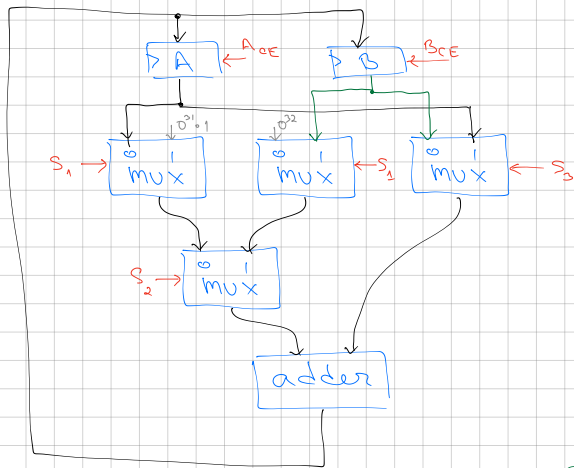 A A_CE
B B_CE
0^31.1 0^32
S_1 0 1 mux
0 1 mux S_1
0 1 mux S_3
S_2 0 1 mux
adder